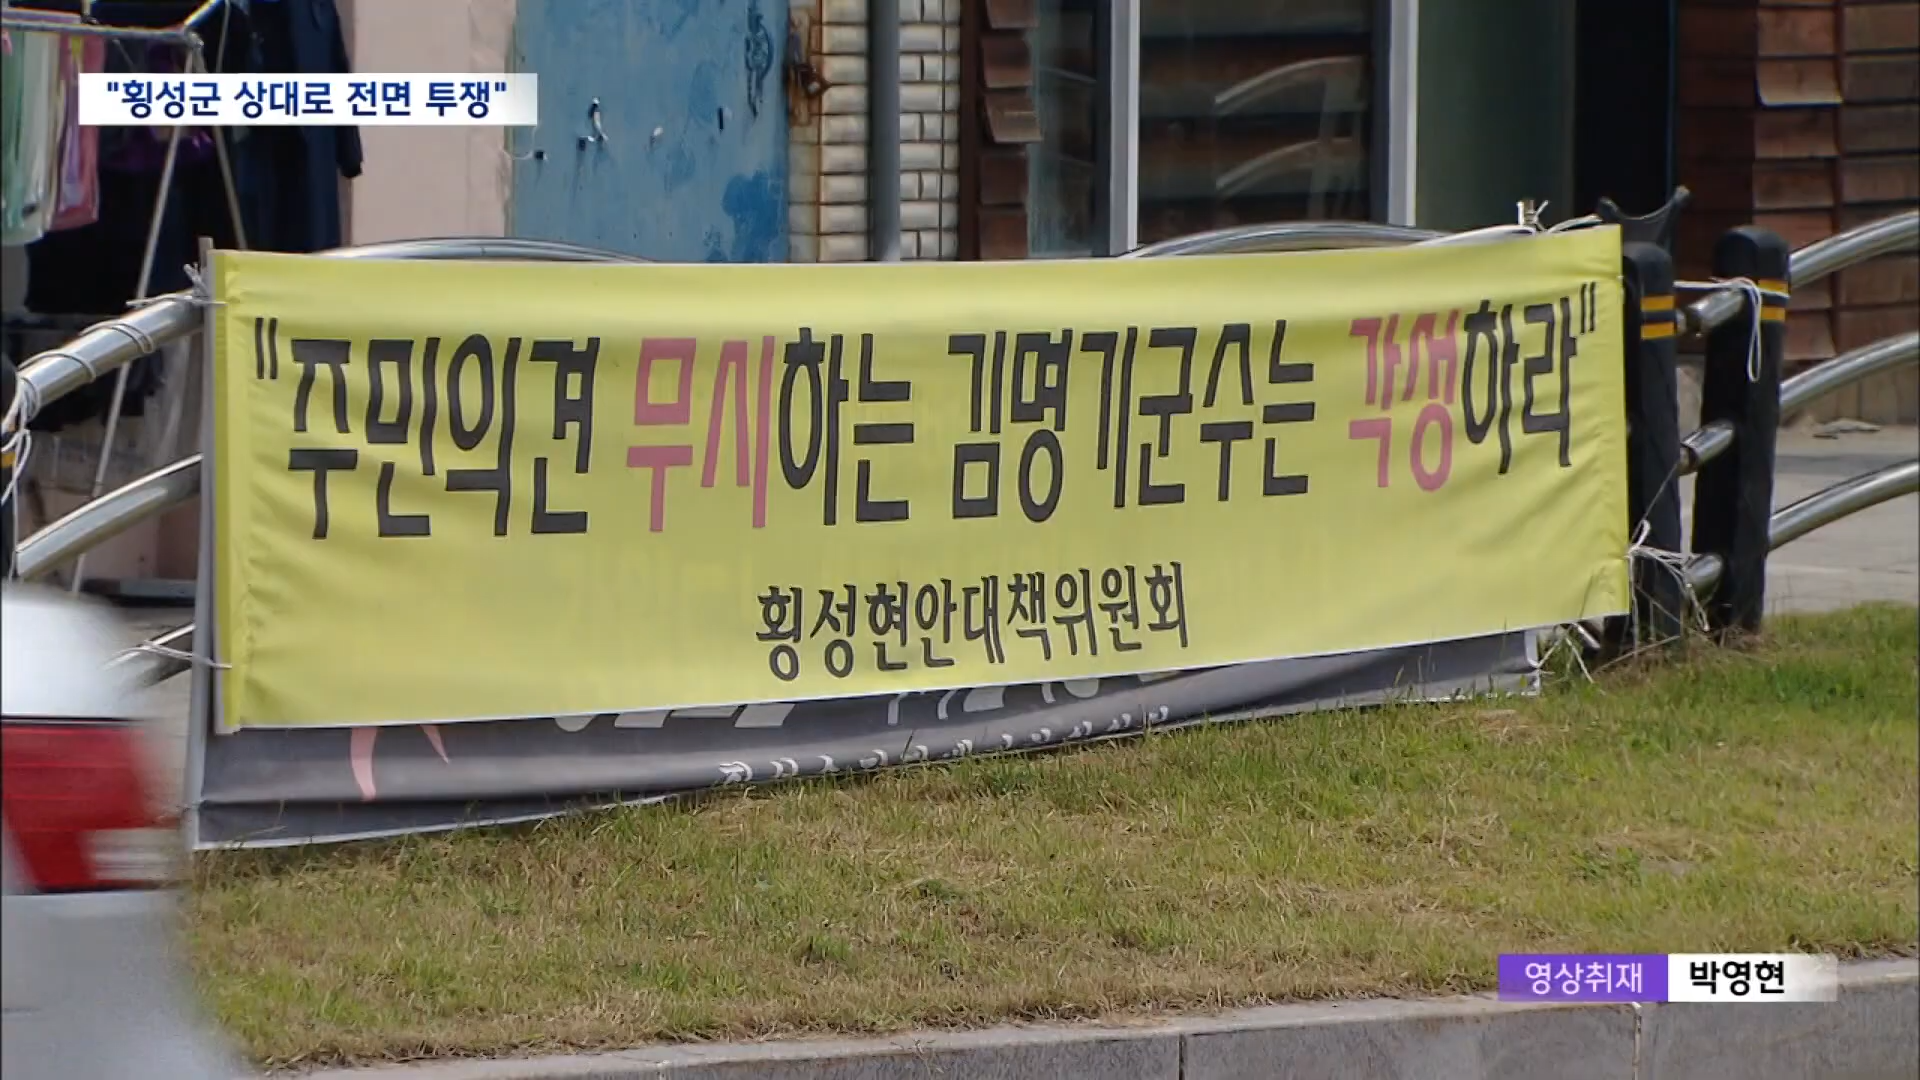 "횡성군 상대로 전면 투쟁"
"주민의견 무시하는 김명기군수는 각생하라"
횡성현안대책위원회
영상취재 박영현